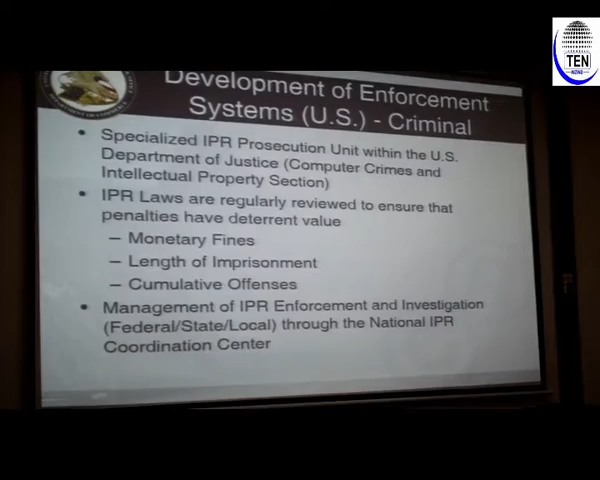 TEN
Development of Enforcement
Systems (U.S.) - Criminal
• Specialized IPR Prosecution Unit within the U.S.
Department of Justice (Computer Crimes and
Intellectual Property Section)
• IPR Laws are regularly reviewed to ensure that
penalties have deterrent value
– Monetary Fines
– Length of Imprisonment
– Cumulative Offenses
• Management of IPR Enforcement and Investigation
(Federal/State/Local) through the National IPR
Coordination Center